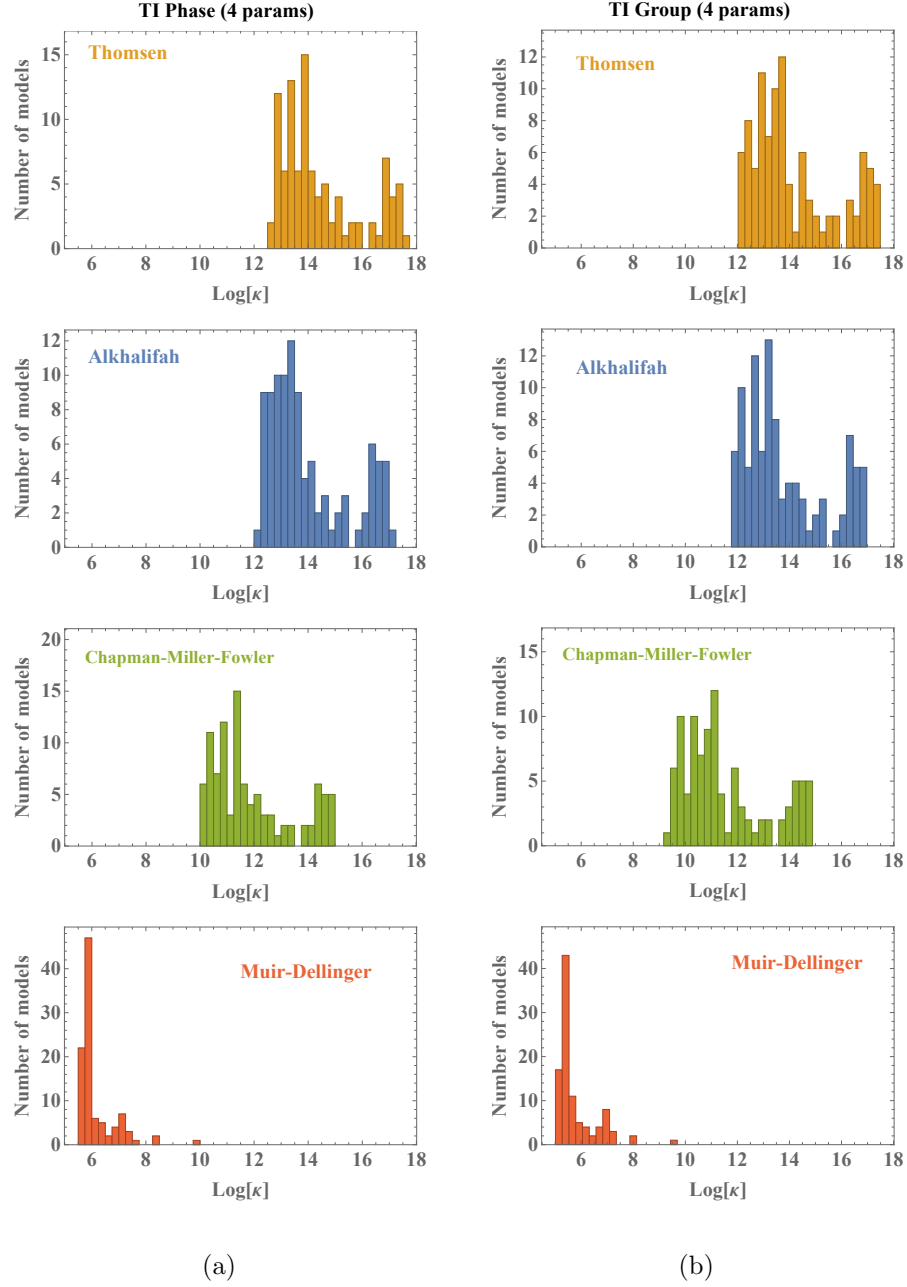 TI Phase (4 params)
TI Group (4 params)
Thomsen
Number of models
15
10
5
0
6 8 10 12 14 16 18
Log[κ]
Thomsen
Number of models
12
10
8
6
4
2
0
6 8 10 12 14 16 18
Log[κ]
Alkhalifah
Number of models
12
10
8
6
4
2
0
6 8 10 12 14 16 18
Log[κ]
Alkhalifah
Number of models
12
10
8
6
4
2
0
6 8 10 12 14 16 18
Log[κ]
Chapman-Miller-Fowler
Number of models
20
15
10
5
0
6 8 10 12 14 16 18
Log[κ]
Chapman-Miller-Fowler
Number of models
15
10
5
0
6 8 10 12 14 16 18
Log[κ]
Muir-Dellinger
Number of models
40
30
20
10
0
6 8 10 12 14 16 18
Log[κ]
Muir-Dellinger
Number of models
40
30
20
10
0
6 8 10 12 14 16 18
Log[κ]
(a)
(b)